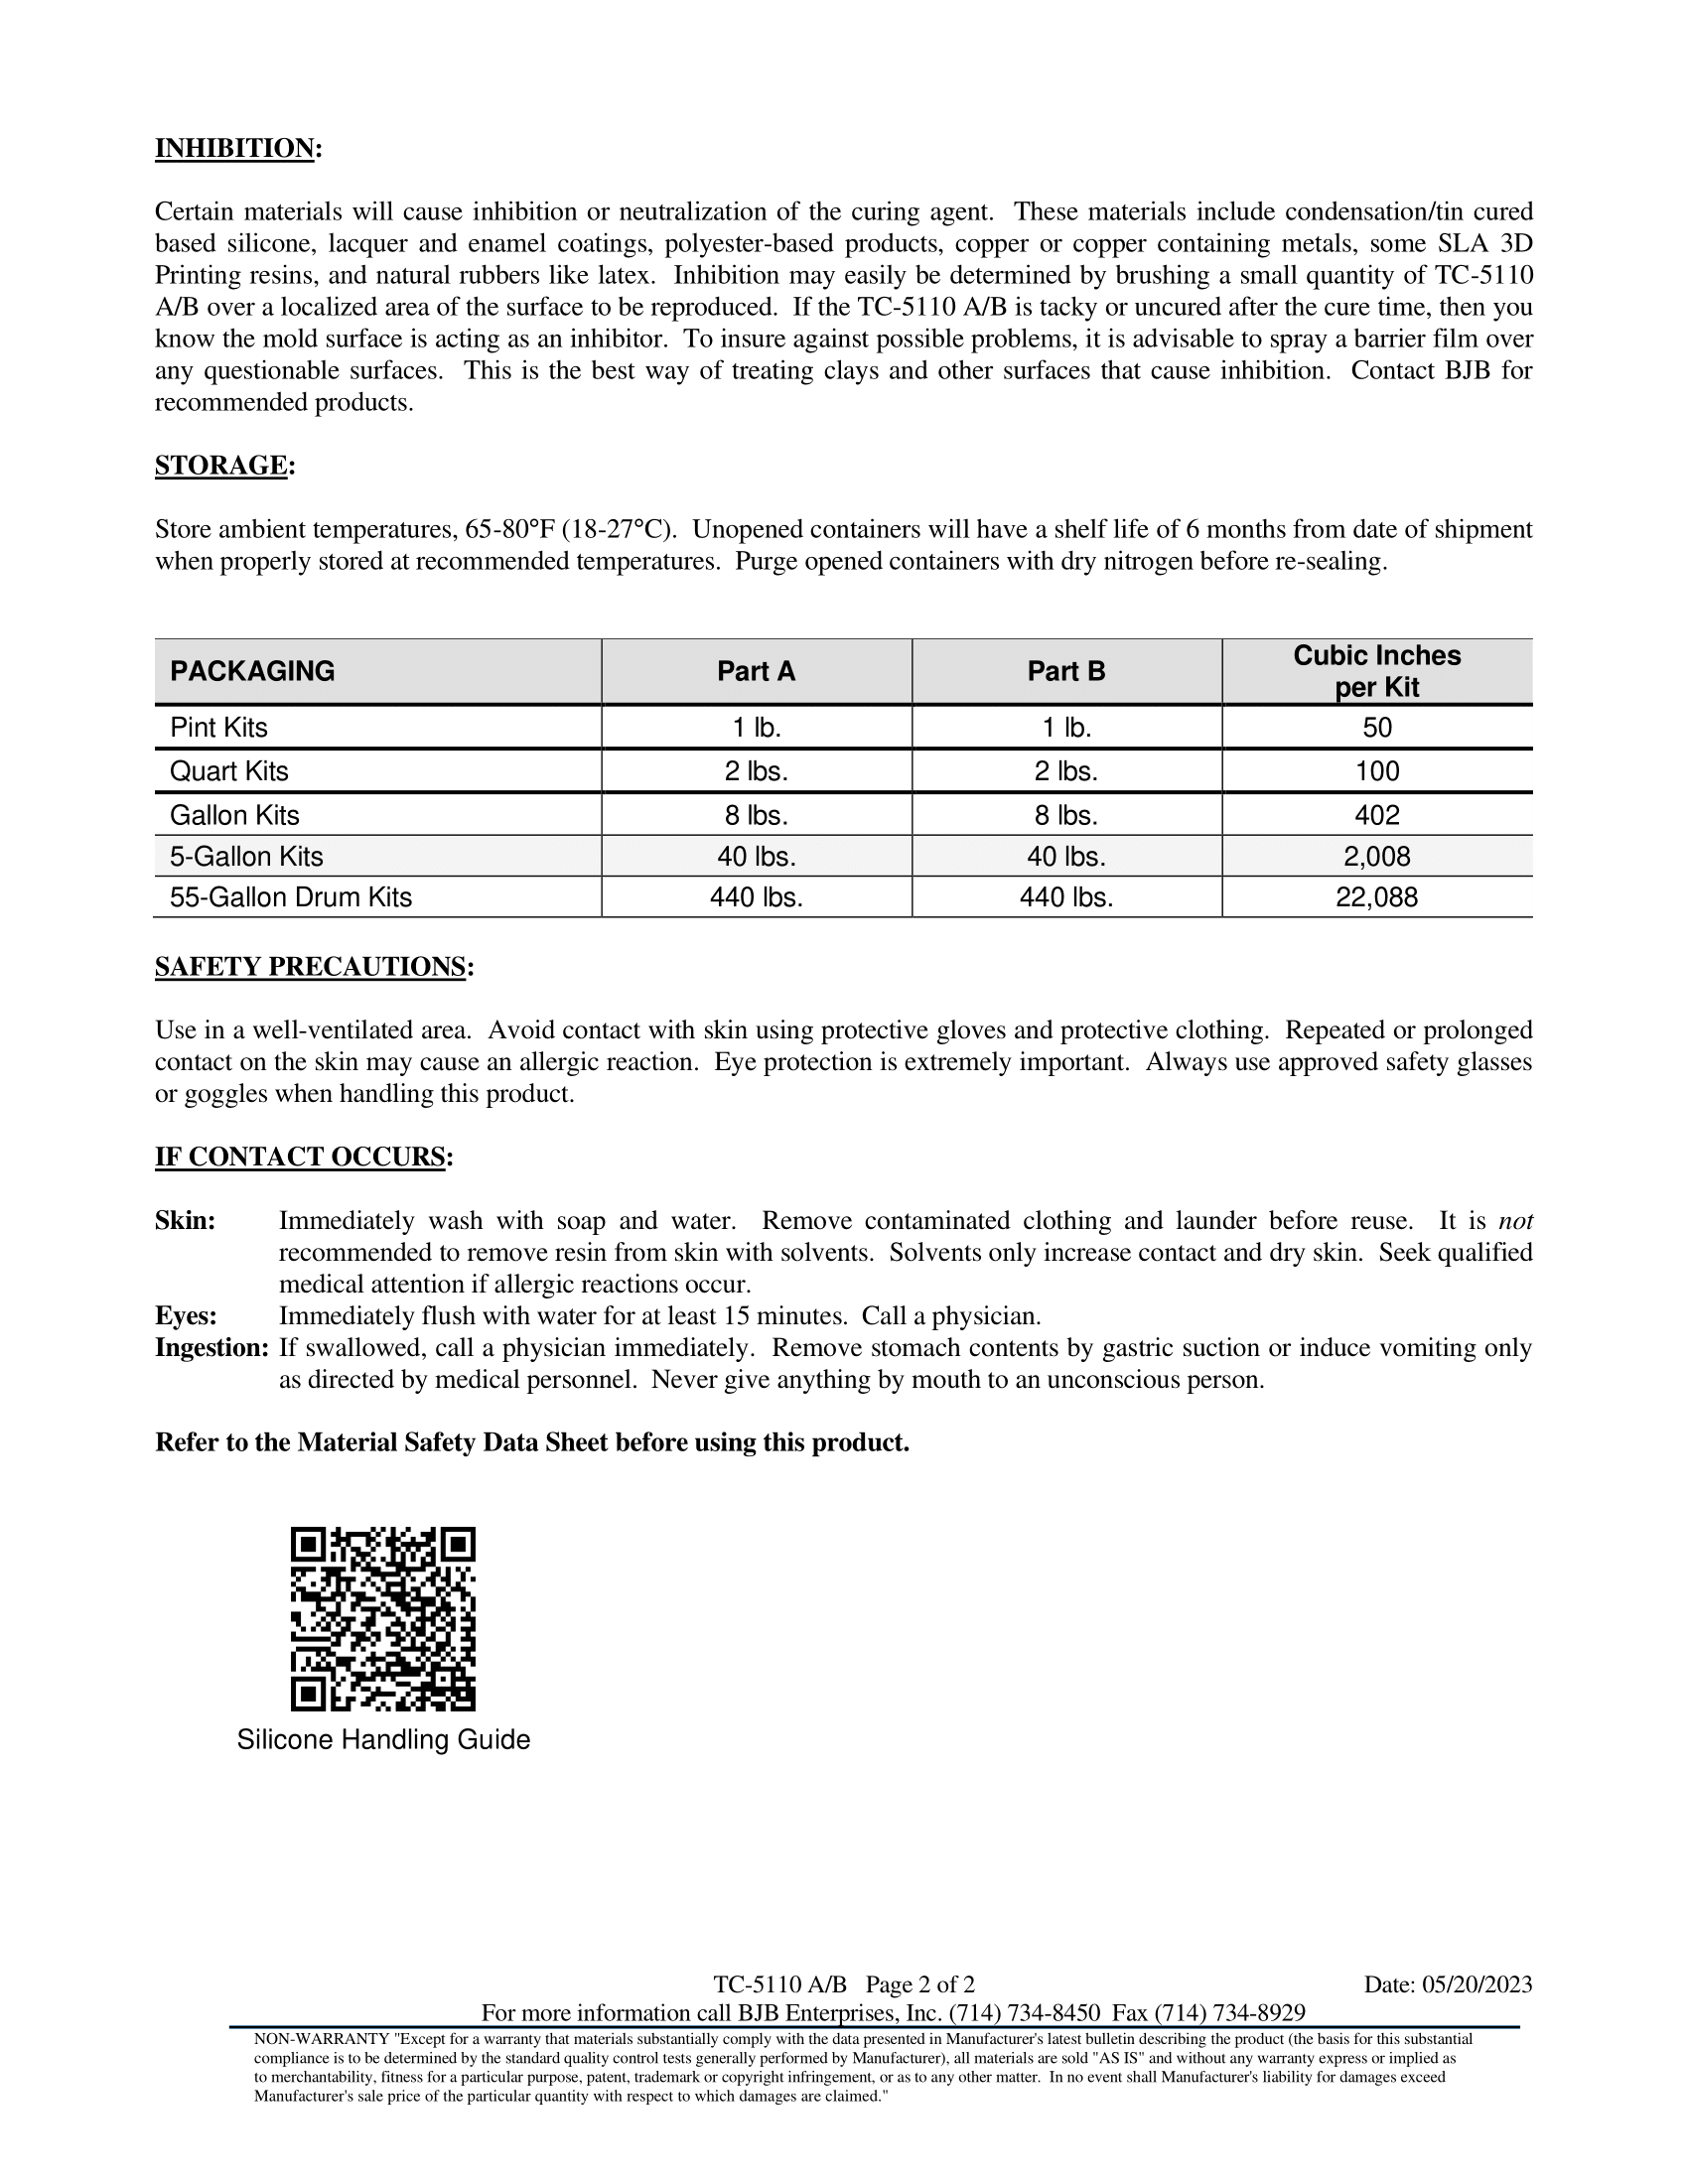 INHIBITION:
Certain materials will cause inhibition or neutralization of the curing agent. These materials include condensation/tin cured
based silicone, lacquer and enamel coatings, polyester-based products, copper or copper containing metals, some SLA 3D
Printing resins, and natural rubbers like latex. Inhibition may easily be determined by brushing a small quantity of TC-5110
A/B over a localized area of the surface to be reproduced. If the TC-5110 A/B is tacky or uncured after the cure time, then you
know the mold surface is acting as an inhibitor. To insure against possible problems, it is advisable to spray a barrier film over
any questionable surfaces. This is the best way of treating clays and other surfaces that cause inhibition. Contact BJB for
recommended products.
STORAGE:
Store ambient temperatures, 65-80°F (18-27°C). Unopened containers will have a shelf life of 6 months from date of shipment
when properly stored at recommended temperatures. Purge opened containers with dry nitrogen before re-sealing.
PACKAGING Part A Part B Cubic Inches
per Kit
Pint Kits 1 lb. 1 lb. 50
Quart Kits 2 lbs. 2 lbs. 100
Gallon Kits 8 lbs. 8 lbs. 402
5-Gallon Kits 40 lbs. 40 lbs. 2,008
55-Gallon Drum Kits 440 lbs. 440 lbs. 22,088
SAFETY PRECAUTIONS:
Use in a well-ventilated area. Avoid contact with skin using protective gloves and protective clothing. Repeated or prolonged
contact on the skin may cause an allergic reaction. Eye protection is extremely important. Always use approved safety glasses
or goggles when handling this product.
IF CONTACT OCCURS:
Skin: Immediately wash with soap and water. Remove contaminated clothing and launder before reuse. It is not
recommended to remove resin from skin with solvents. Solvents only increase contact and dry skin. Seek qualified
medical attention if allergic reactions occur.
Eyes: Immediately flush with water for at least 15 minutes. Call a physician.
Ingestion: If swallowed, call a physician immediately. Remove stomach contents by gastric suction or induce vomiting only
as directed by medical personnel. Never give anything by mouth to an unconscious person.
Refer to the Material Safety Data Sheet before using this product.
Silicone Handling Guide
TC-5110 A/B Page 2 of 2 Date: 05/20/2023
For more information call BJB Enterprises, Inc. (714) 734-8450 Fax (714) 734-8929
NON-WARRANTY "Except for a warranty that materials substantially comply with the data presented in Manufacturer's latest bulletin describing the product (the basis for this substantial
compliance is to be determined by the standard quality control tests generally performed by Manufacturer), all materials are sold "AS IS" and without any warranty express or implied as
to merchantability, fitness for a particular purpose, patent, trademark or copyright infringement, or as to any other matter. In no event shall Manufacturer's liability for damages exceed
Manufacturer's sale price of the particular quantity with respect to which damages are claimed."